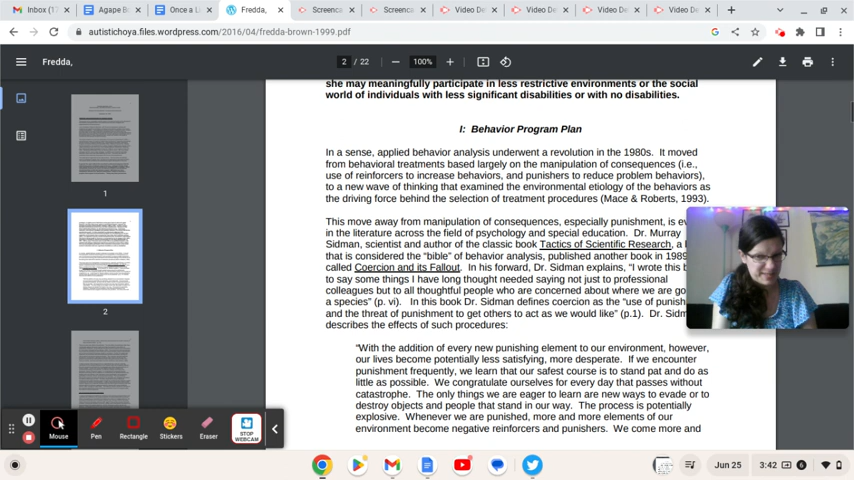 Inbox (17
Agape Bo
Once a Li
Fredda,
Screenca
Screenca
Video De
Video De
Video De
Video De
autistichoya.files.wordpress.com/2016/04/fredda-brown-1999.pdf
Fredda,
2 / 22
100%
she may meaningfully participate in less restrictive environments or the social
world of individuals with less significant disabilities or with no disabilities.
I: Behavior Program Plan
In a sense, applied behavior analysis underwent a revolution in the 1980s. It moved
from behavioral treatments based largely on the manipulation of consequences (i.e.,
use of reinforcers to increase behaviors, and punishers to reduce problem behaviors),
to a new wave of thinking that examined the environmental etiology of the behaviors as
the driving force behind the selection of treatment procedures (Mace & Roberts, 1993).
This move away from manipulation of consequences, especially punishment, is ev
in the literature across the field of psychology and special education. Dr. Murray
Sidman, scientist and author of the classic book Tactics of Scientific Research, a
that is considered the "bible" of behavior analysis, published another book in 1989
called Coercion and its Fallout. In his forward, Dr. Sidman explains, "I wrote this b
to say some things I have long thought needed saying not just to professional
colleagues but to all thoughtful people who are concerned about where we are go
a species" (p. vi). In this book Dr. Sidman defines coercion as the "use of punish
and the threat of punishment to get others to act as we would like" (p.1). Dr. Sidm
describes the effects of such procedures:
"With the addition of every new punishing element to our environment, however,
our lives become potentially less satisfying, more desperate. If we encounter
punishment frequently, we learn that our safest course is to stand pat and do as
little as possible. We congratulate ourselves for every day that passes without
catastrophe. The only things we are eager to learn are new ways to evade or to
destroy objects and people that stand in our way. The process is potentially
explosive. Whenever we are punished, more and more elements of our
environment become negative reinforcers and punishers. We come more and
1
2
Mouse
Pen
Rectangle
Stickers
Eraser
STOP
WEBCAM
Jun 25
3:42
6